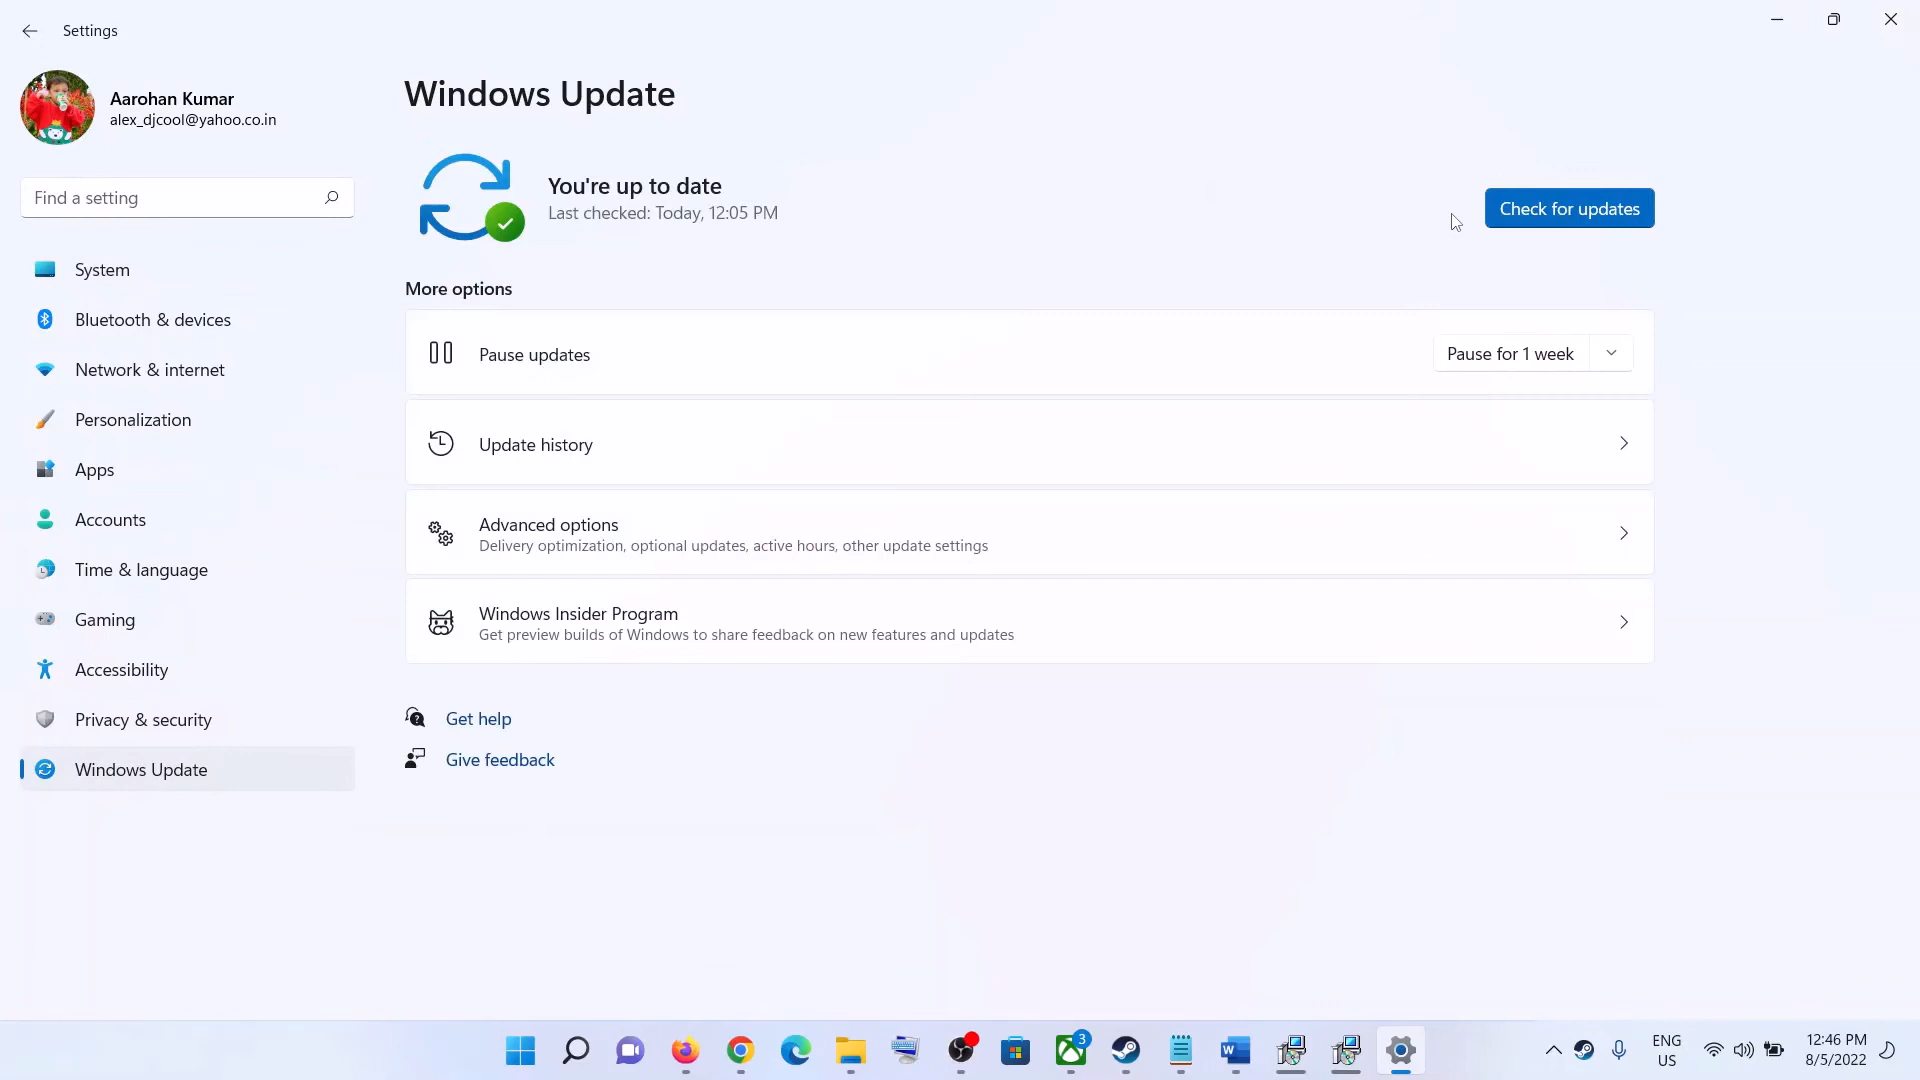 Settings
Aarohan Kumar
alex_djcool@yahoo.co.in
Find a setting
System
Bluetooth & devices
Network & internet
Personalization
Apps
Accounts
Time & language
Gaming
Accessibility
Privacy & security
Windows Update
Windows Update
You're up to date
Last checked: Today, 12:05 PM
Check for updates
More options
Pause updates
Pause for 1 week
Update history
Advanced options
Delivery optimization, optional updates, active hours, other update settings
Windows Insider Program
Get preview builds of Windows to share feedback on new features and updates
Get help
Give feedback
3
W
ENG
US
12:46 PM
8/5/2022